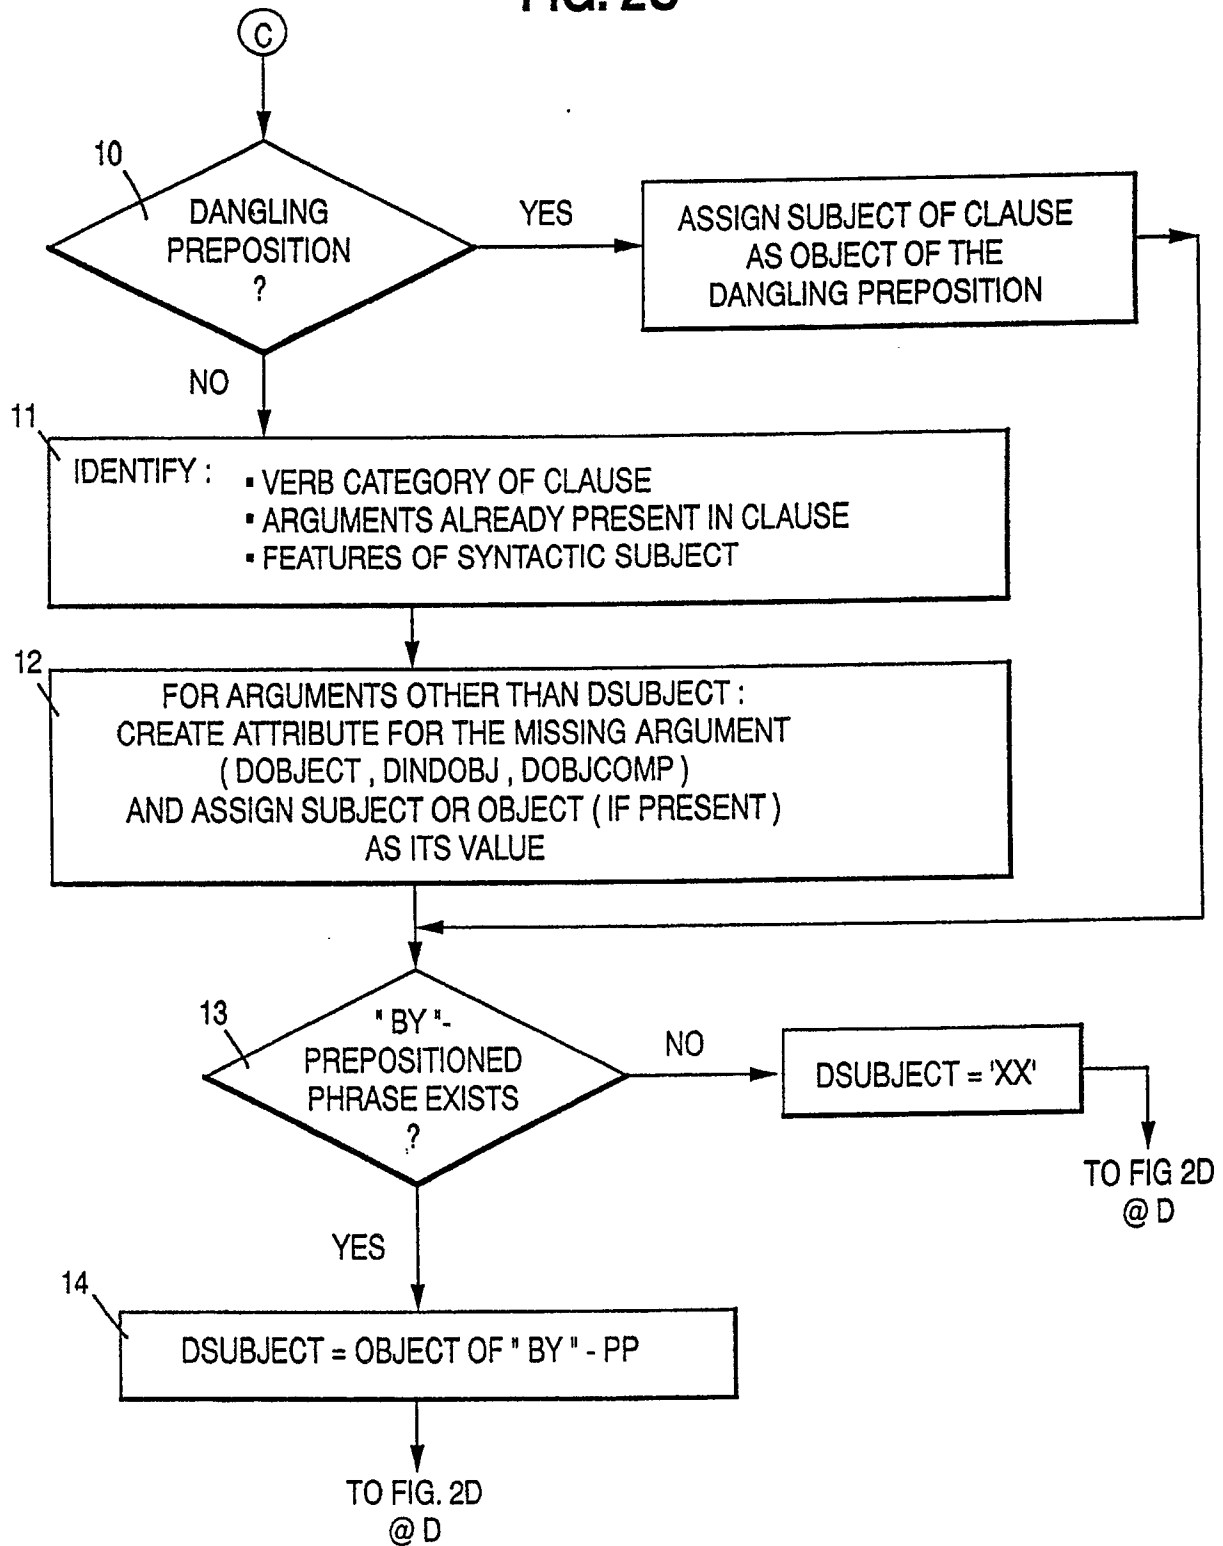 C
10
DANGLING
PREPOSITION
?
YES
ASSIGN SUBJECT OF CLAUSE
AS OBJECT OF THE
DANGLING PREPOSITION
NO
11
IDENTIFY :
▪ VERB CATEGORY OF CLAUSE
▪ ARGUMENTS ALREADY PRESENT IN CLAUSE
▪ FEATURES OF SYNTACTIC SUBJECT
12
FOR ARGUMENTS OTHER THAN DSUBJECT :
CREATE ATTRIBUTE FOR THE MISSING ARGUMENT
( DOBJECT , DINDOBJ , DOBJCOMP )
AND ASSIGN SUBJECT OR OBJECT ( IF PRESENT )
AS ITS VALUE
13
" BY "-
PREPOSITIONED
PHRASE EXISTS
?
NO
DSUBJECT = 'XX'
TO FIG 2D
@ D
YES
14
DSUBJECT = OBJECT OF " BY " - PP
TO FIG. 2D
@ D